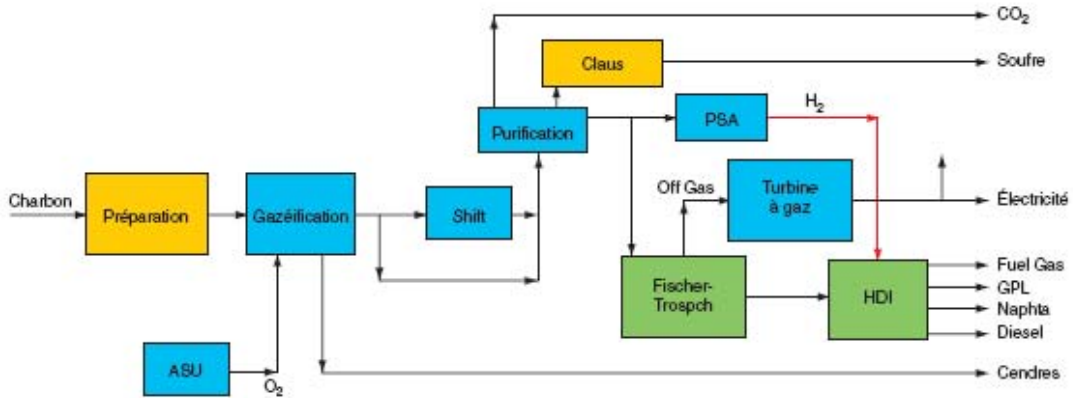 CO2
Claus
Soufre
H2
Purification
PSA
Charbon
Préparation
Gazéification
Shift
Off Gas
Turbine
à gaz
Électricité
Fischer-
Trospch
HDI
Fuel Gas
GPL
Naphta
Diesel
ASU
O2
Cendres